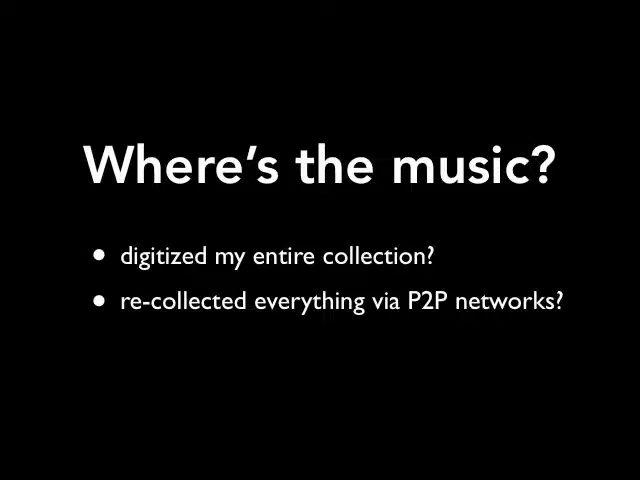 Where’s the music?
• digitized my entire collection?
• re-collected everything via P2P networks?